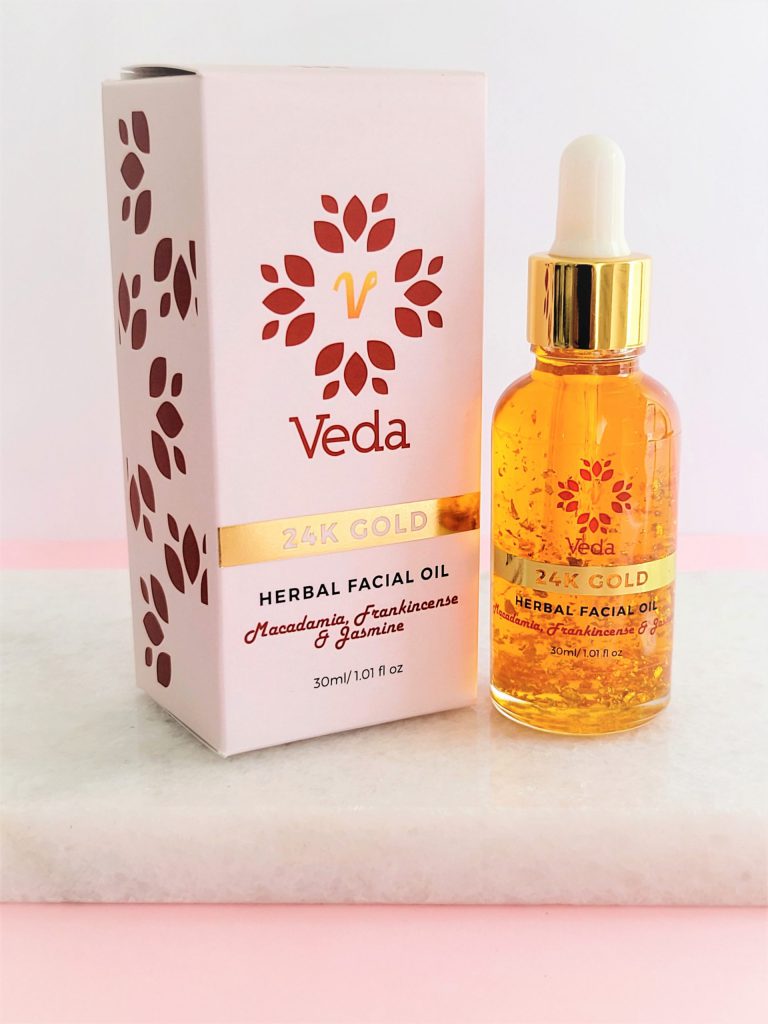 V
Veda
24K GOLD
HERBAL FACIAL OIL
Macadamia, Frankincense
& Jasmine
30ml/ 1.01 fl oz
V
Veda
24K GOLD
HERBAL FACIAL OIL
Macadamia, Frankincense &
30ml/ 1.01 fl oz